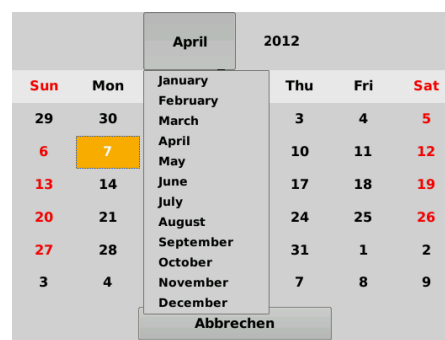 April 2012
Sun Mon Thu Fri Sat
January
February
March
April
May
June
July
August
September
October
November
December
29 30 3 4 5
6 7 10 11 12
13 14 17 18 19
20 21 24 25 26
27 28 31 1 2
3 4 7 8 9
Abbrechen